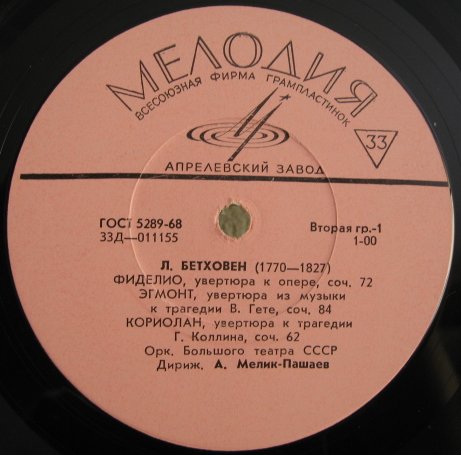 МЕЛОДИЯ
ВСЕСОЮЗНАЯ ФИРМА ГРАМПЛАСТИНОК
33
АПРЕЛЕВСКИЙ ЗАВОД
ГОСТ 5289-68
33Д—011155
Вторая гр.-1
1-00
Л. БЕТХОВЕН (1770—1827)
ФИДЕЛИО, увертюра к опере, соч. 72
ЭГМОНТ, увертюра из музыки
к трагедии В. Гете, соч. 84
КОРИОЛАН, увертюра к трагедии
Г. Коллина, соч. 62
Орк. Большого театра СССР
Дириж. А. Мелик-Пашаев